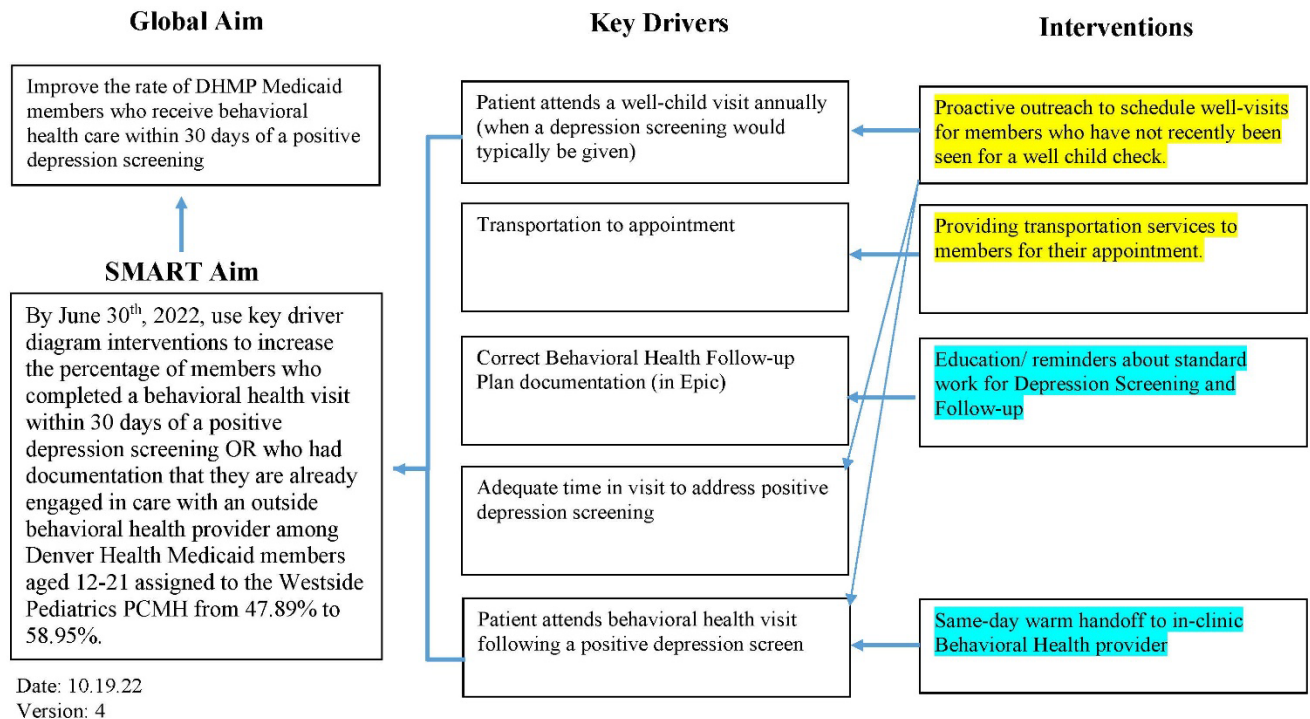 Global Aim
Improve the rate of DHMP Medicaid
members who receive behavioral
health care within 30 days of a positive
depression screening
SMART Aim
By June 30th, 2022, use key driver
diagram interventions to increase
the percentage of members who
completed a behavioral health visit
within 30 days of a positive
depression screening OR who had
documentation that they are already
engaged in care with an outside
behavioral health provider among
Denver Health Medicaid members
aged 12-21 assigned to the Westside
Pediatrics PCMH from 47.89% to
58.95%.
Date: 10.19.22
Version: 4
Key Drivers
Patient attends a well-child visit annually
(when a depression screening would
typically be given)
Transportation to appointment
Correct Behavioral Health Follow-up
Plan documentation (in Epic)
Adequate time in visit to address positive
depression screening
Patient attends behavioral health visit
following a positive depression screen
Interventions
Proactive outreach to schedule well-visits
for members who have not recently been
seen for a well child check.
Providing transportation services to
members for their appointment.
Education/ reminders about standard
work for Depression Screening and
Follow-up
Same-day warm handoff to in-clinic
Behavioral Health provider